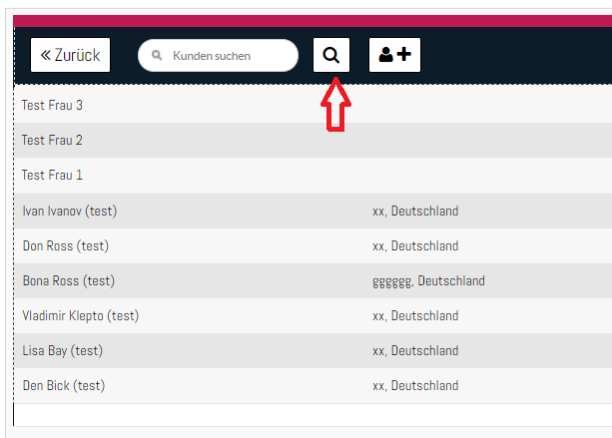 « Zurück Kunden suchen
Test Frau 3
Test Frau 2
Test Frau 1
Ivan Ivanov (test) xx, Deutschland
Don Ross (test) xx, Deutschland
Bona Ross (test) gggggg, Deutschland
Vladimir Klepto (test) xx, Deutschland
Lisa Bay (test) xx, Deutschland
Den Bick (test) xx, Deutschland